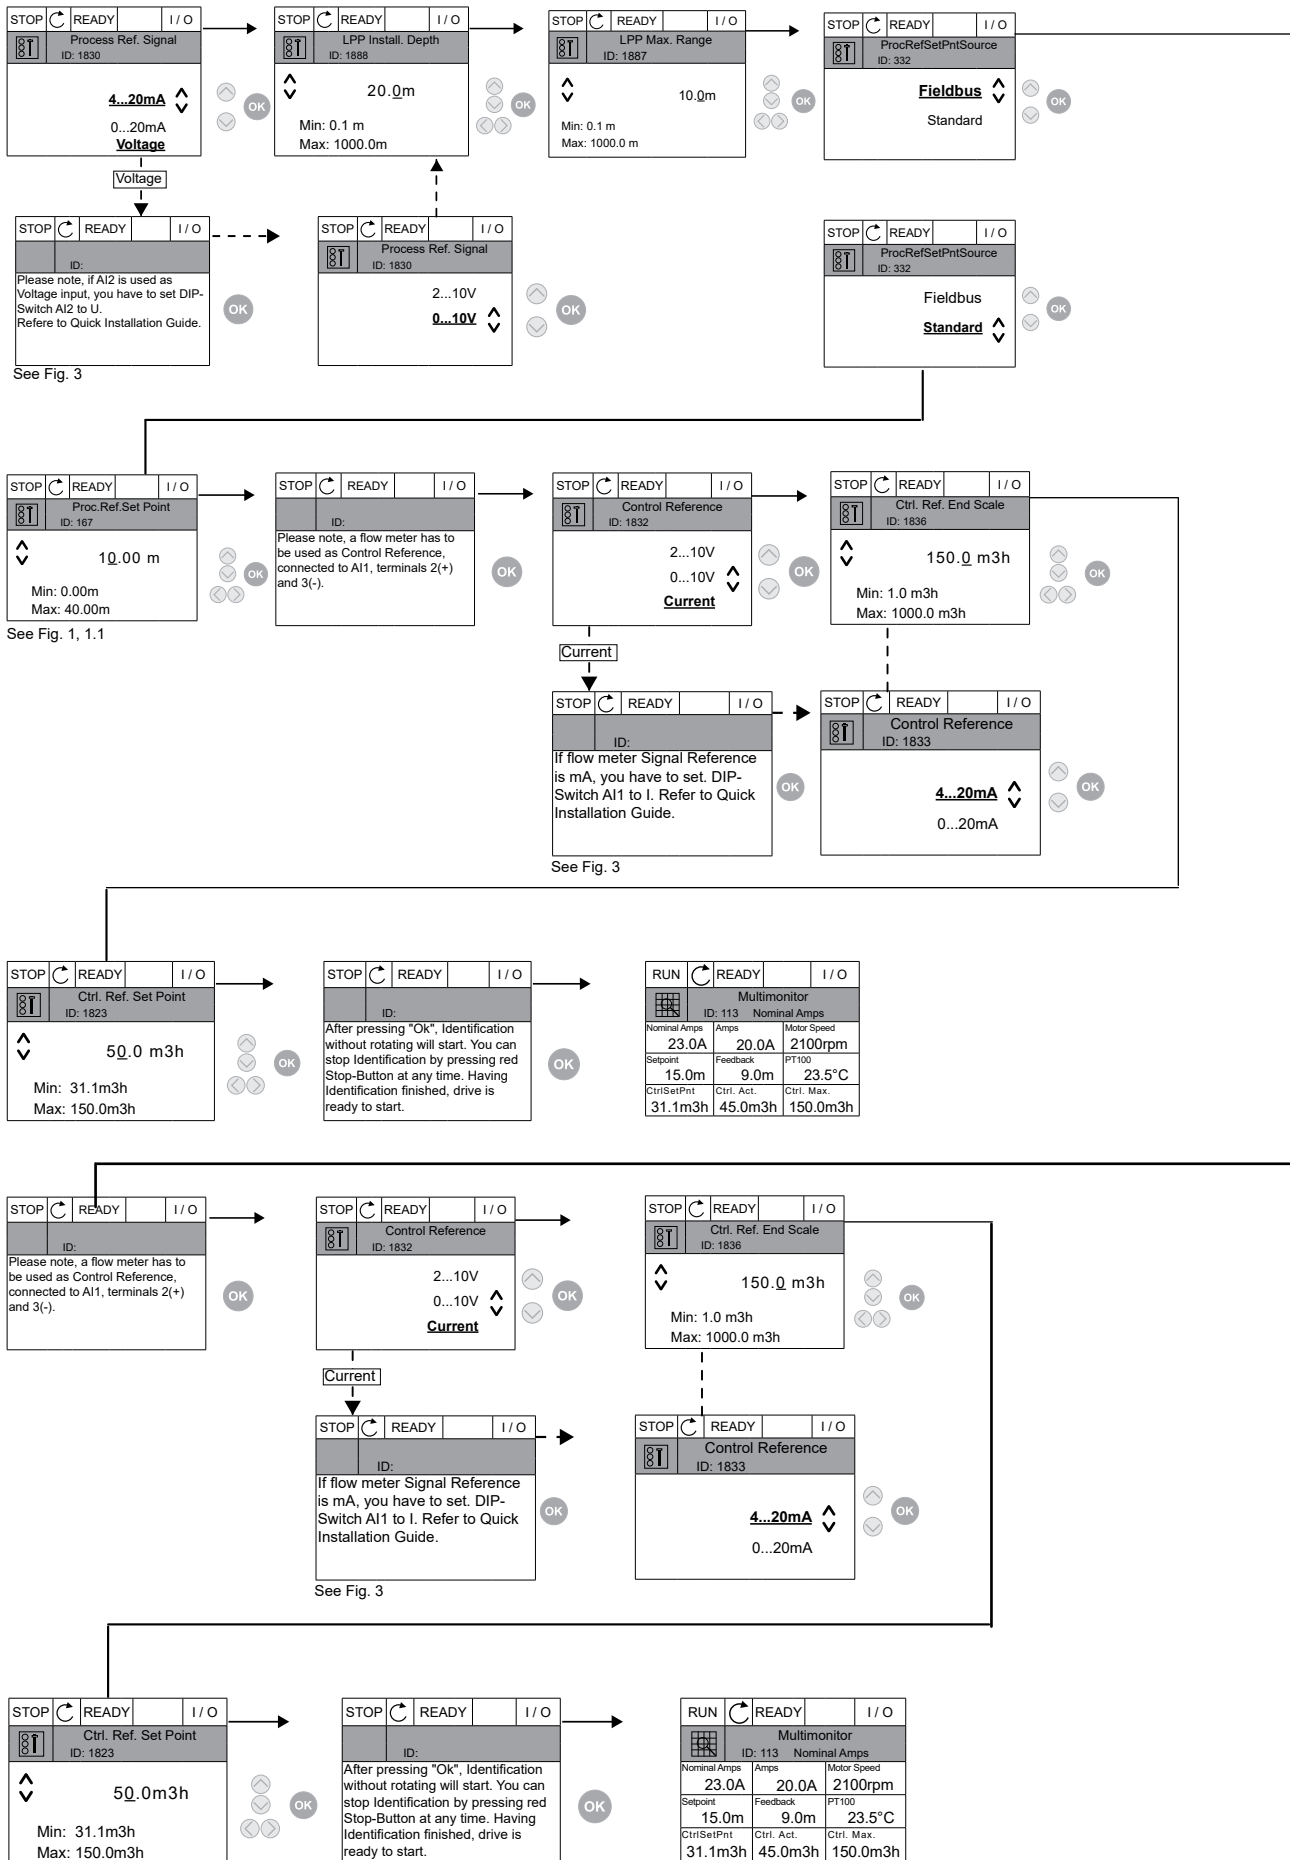 STOP READY I / O
Process Ref. Signal
ID: 1830
4...20mA
0...20mA
Voltage
OK
STOP READY I / O
LPP Install. Depth
ID: 1888
20.0m
Min: 0.1 m
Max: 1000.0m
OK
STOP READY I / O
LPP Max. Range
ID: 1887
10.0m
Min: 0.1 m
Max: 1000.0 m
OK
STOP READY I / O
ProcRefSetPntSource
ID: 332
Fieldbus
Standard
OK
Voltage
STOP READY I / O
ID:
Please note, if AI2 is used as
Voltage input, you have to set DIP-
Switch AI2 to U.
Refere to Quick Installation Guide.
OK
See Fig. 3
STOP READY I / O
Process Ref. Signal
ID: 1830
2...10V
0...10V
OK
STOP READY I / O
ProcRefSetPntSource
ID: 332
Fieldbus
Standard
OK
STOP READY I / O
Proc.Ref.Set Point
ID: 167
10.00 m
Min: 0.00m
Max: 40.00m
OK
See Fig. 1, 1.1
STOP READY I / O
ID:
Please note, a flow meter has to
be used as Control Reference,
connected to AI1, terminals 2(+)
and 3(-).
OK
STOP READY I / O
Control Reference
ID: 1832
2...10V
0...10V
Current
OK
STOP READY I / O
Ctrl. Ref. End Scale
ID: 1836
150.0 m3h
Min: 1.0 m3h
Max: 1000.0 m3h
OK
Current
STOP READY I / O
ID:
If flow meter Signal Reference
is mA, you have to set. DIP-
Switch AI1 to I. Refer to Quick
Installation Guide.
OK
See Fig. 3
STOP READY I / O
Control Reference
ID: 1833
4...20mA
0...20mA
OK
STOP READY I / O
Ctrl. Ref. Set Point
ID: 1823
50.0 m3h
Min: 31.1m3h
Max: 150.0m3h
OK
STOP READY I / O
ID:
After pressing "Ok", Identification
without rotating will start. You can
stop Identification by pressing red
Stop-Button at any time. Having
Identification finished, drive is
ready to start.
OK
RUN READY I / O
Multimonitor
ID: 113 Nominal Amps
Nominal Amps Amps Motor Speed
23.0A 20.0A 2100rpm
Setpoint Feedback PT100
15.0m 9.0m 23.5°C
CtrlSetPnt Ctrl. Act. Ctrl. Max.
31.1m3h 45.0m3h 150.0m3h
STOP READY I / O
ID:
Please note, a flow meter has to
be used as Control Reference,
connected to AI1, terminals 2(+)
and 3(-).
OK
STOP READY I / O
Control Reference
ID: 1832
2...10V
0...10V
Current
OK
STOP READY I / O
Ctrl. Ref. End Scale
ID: 1836
150.0 m3h
Min: 1.0 m3h
Max: 1000.0 m3h
OK
Current
STOP READY I / O
ID:
If flow meter Signal Reference
is mA, you have to set. DIP-
Switch AI1 to I. Refer to Quick
Installation Guide.
OK
See Fig. 3
STOP READY I / O
Control Reference
ID: 1833
4...20mA
0...20mA
OK
STOP READY I / O
Ctrl. Ref. Set Point
ID: 1823
50.0m3h
Min: 31.1m3h
Max: 150.0m3h
OK
STOP READY I / O
ID:
After pressing "Ok", Identification
without rotating will start. You can
stop Identification by pressing red
Stop-Button at any time. Having
Identification finished, drive is
ready to start.
OK
RUN READY I / O
Multimonitor
ID: 113 Nominal Amps
Nominal Amps Amps Motor Speed
23.0A 20.0A 2100rpm
Setpoint Feedback PT100
15.0m 9.0m 23.5°C
CtrlSetPnt Ctrl. Act. Ctrl. Max.
31.1m3h 45.0m3h 150.0m3h